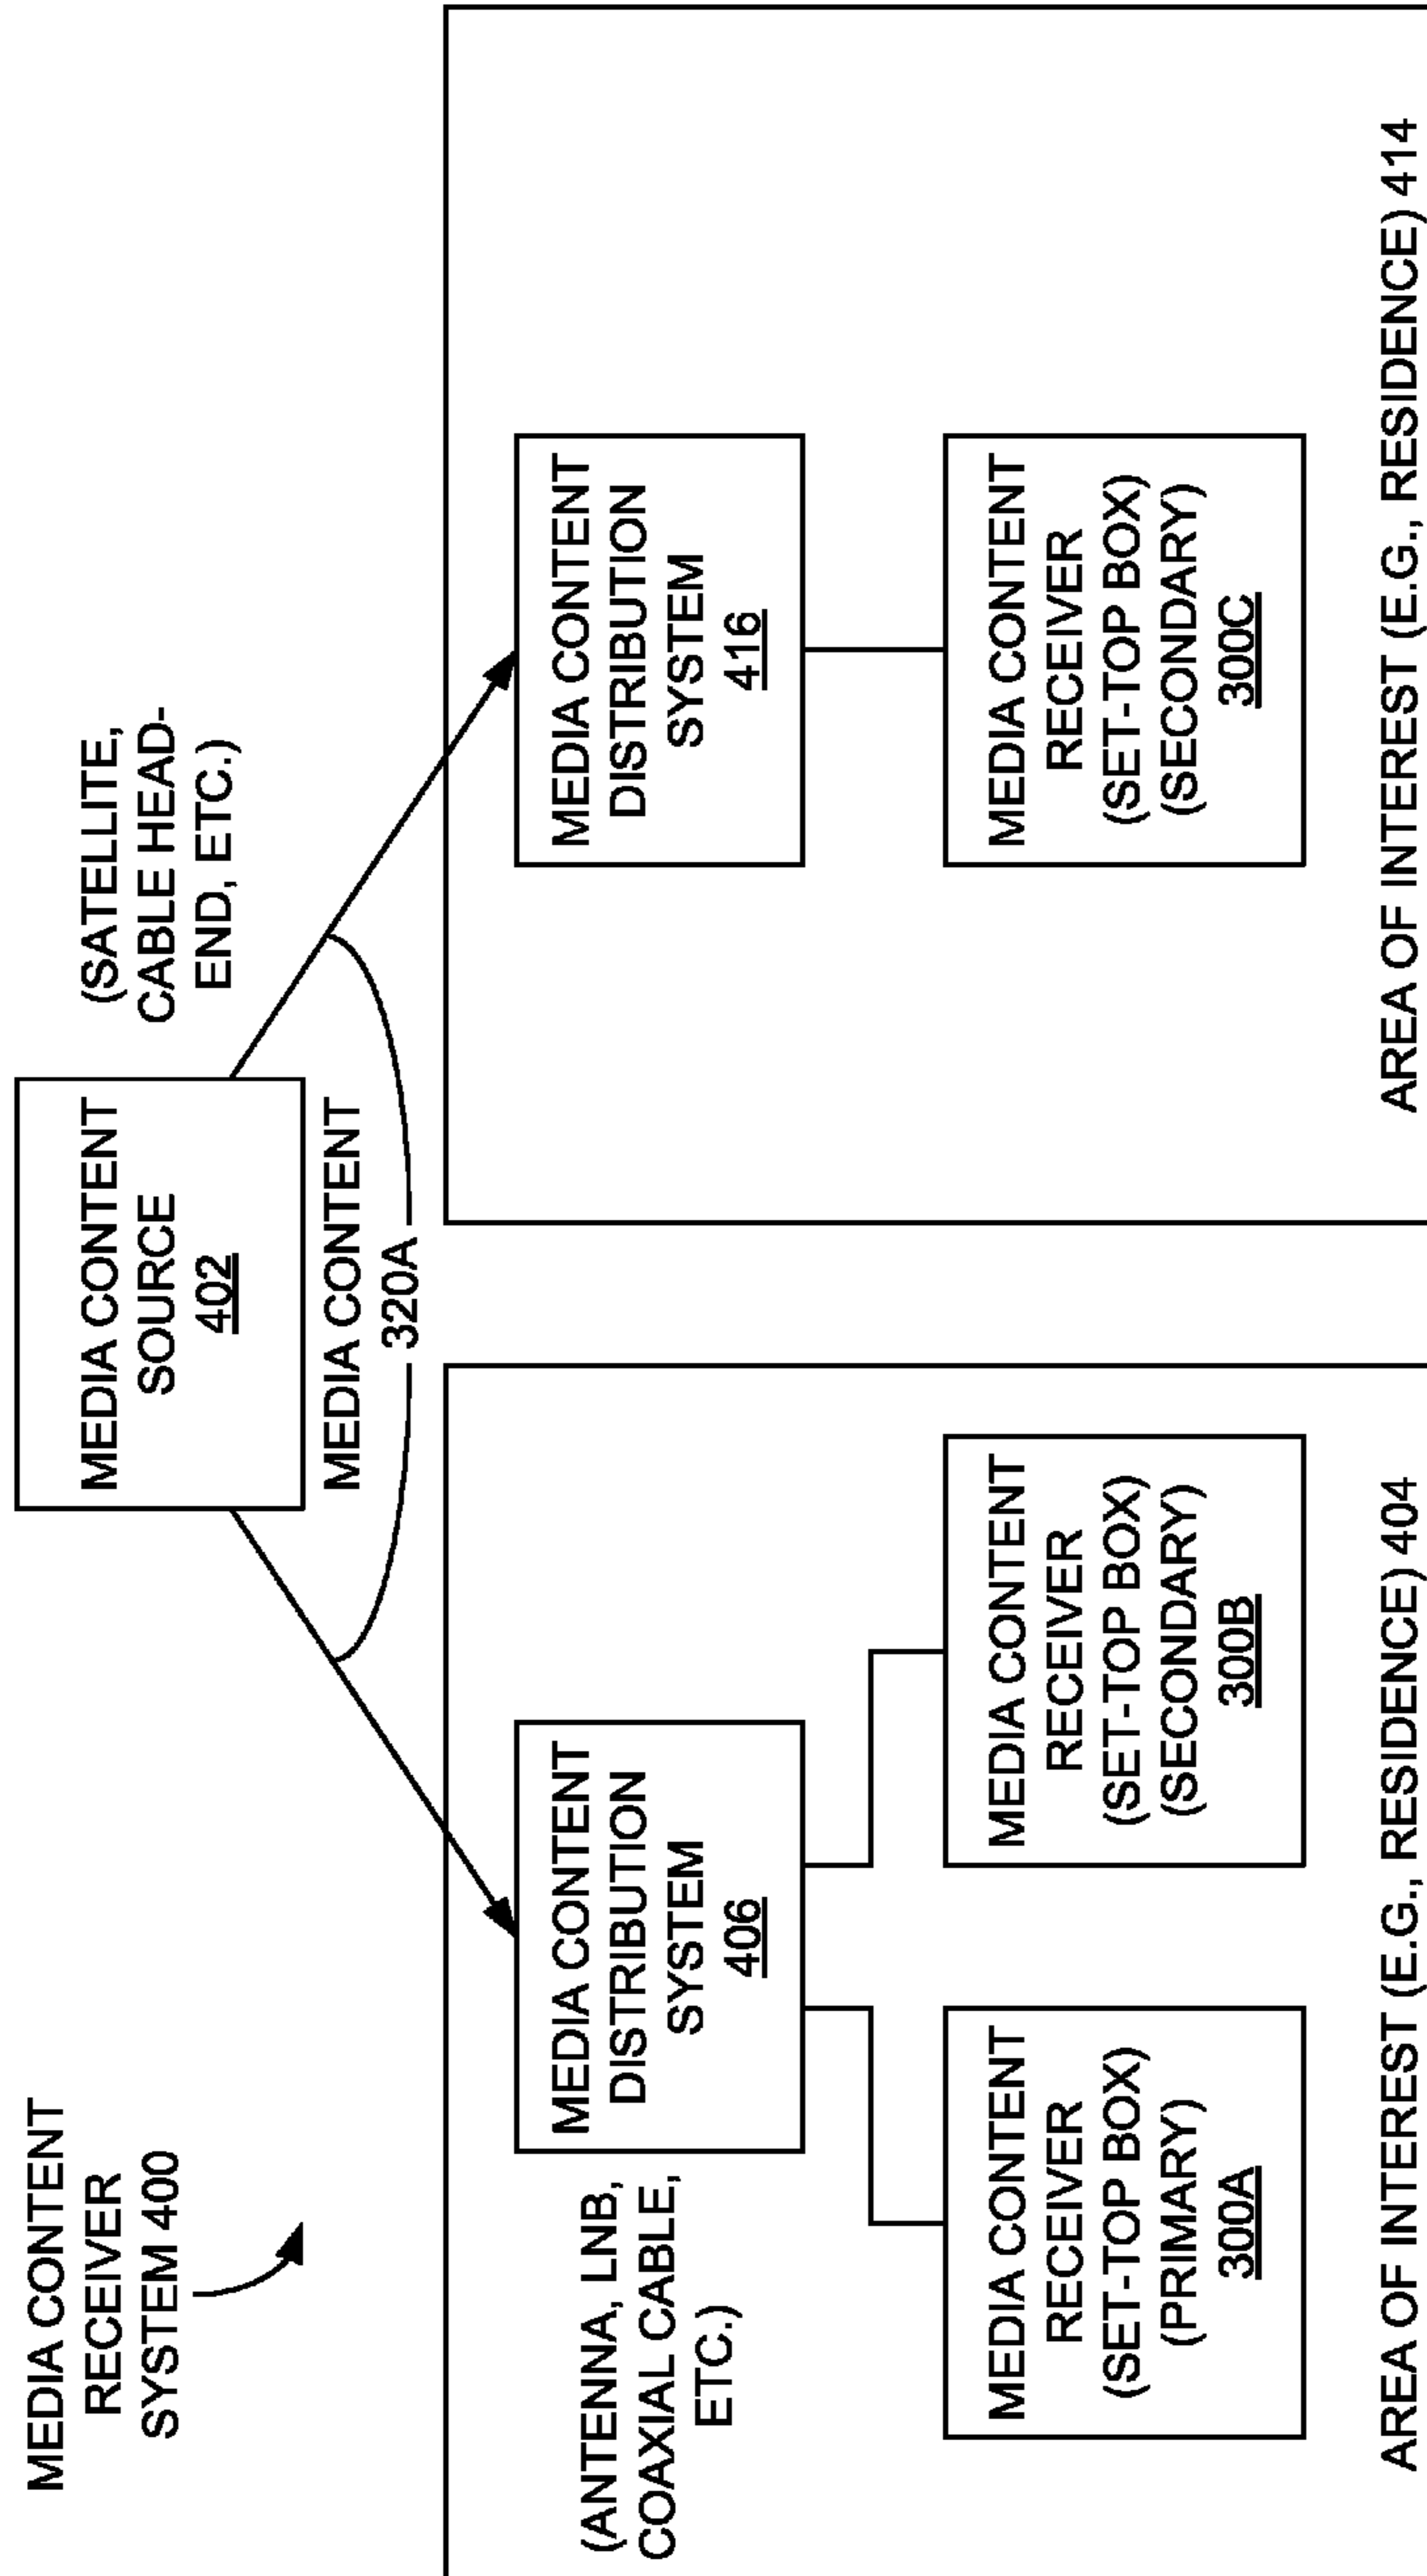 MEDIA CONTENT
RECEIVER
SYSTEM 400
MEDIA CONTENT
SOURCE
402
(SATELLITE,
CABLE HEAD-
END, ETC.)
MEDIA CONTENT
320A
(ANTENNA, LNB,
COAXIAL CABLE,
ETC.)
MEDIA CONTENT
DISTRIBUTION
SYSTEM
406
MEDIA CONTENT
DISTRIBUTION
SYSTEM
416
MEDIA CONTENT
RECEIVER
(SET-TOP BOX)
(PRIMARY)
300A
MEDIA CONTENT
RECEIVER
(SET-TOP BOX)
(SECONDARY)
300B
MEDIA CONTENT
RECEIVER
(SET-TOP BOX)
(SECONDARY)
300C
AREA OF INTEREST (E.G., RESIDENCE) 404
AREA OF INTEREST (E.G., RESIDENCE) 414